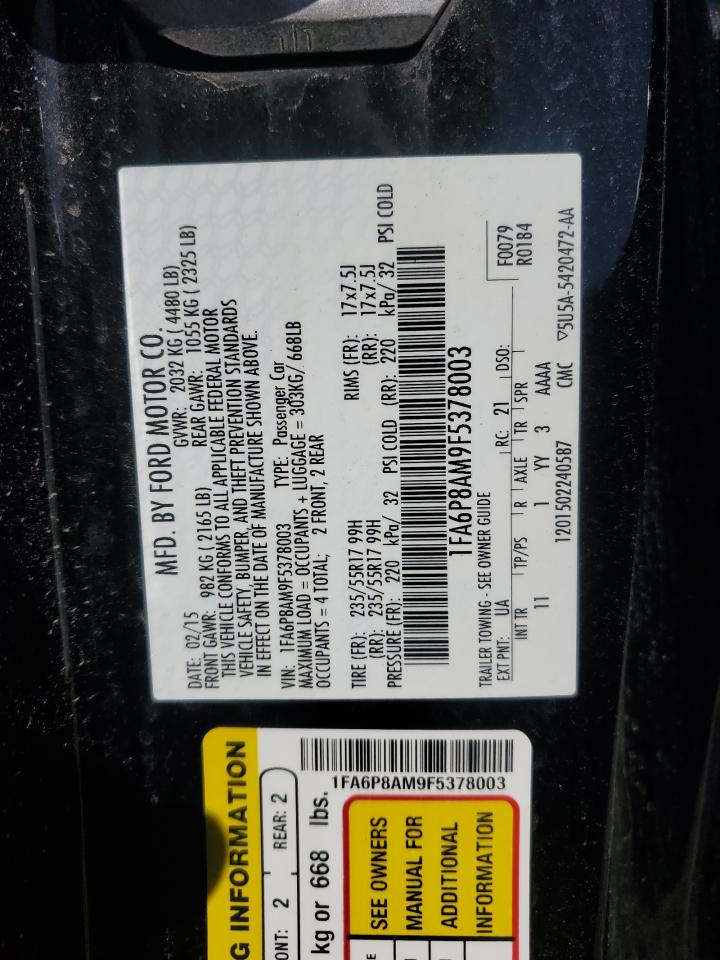 MFD. BY FORD MOTOR CO.
DATE: 02/15 GVWR: 2032 KG ( 4480 LB)
FRONT GAWR: 982 KG ( 2165 LB) REAR GAWR: 1055 KG ( 2325 LB)
THIS VEHICLE CONFORMS TO ALL APPLICABLE FEDERAL MOTOR
VEHICLE SAFETY, BUMPER, AND THEFT PREVENTION STANDARDS
IN EFFECT ON THE DATE OF MANUFACTURE SHOWN ABOVE.
VIN: 1FA6P8AM9F5378003 TYPE: Passenger Car
MAXIMUM LOAD = OCCUPANTS + LUGGAGE = 303KG/ 668LB
OCCUPANTS = 4 TOTAL; 2 FRONT, 2 REAR
TIRE (FR): 235/55R17 99H RIMS (FR): 17x7.5J
(RR): 235/55R17 99H (RR): 17x7.5J
PRESSURE (FR): 220 kPa/ 32 PSI COLD (RR): 220 kPa/ 32 PSI COLD
1FA6P8AM9F5378003
TRAILER TOWING - SEE OWNER GUIDE F0079
EXT PNT: UA RC: 21 DSO: R0184
INT TR TP/PS R AXLE TR SPR
11 1 YY 3 AAAA
1201502240587 CMC ▽5U5A-5420472-AA
G INFORMATION
ONT: 2 REAR: 2
kg or 668 lbs.
1FA6P8AM9F5378003
SEE OWNERS
MANUAL FOR
ADDITIONAL
INFORMATION